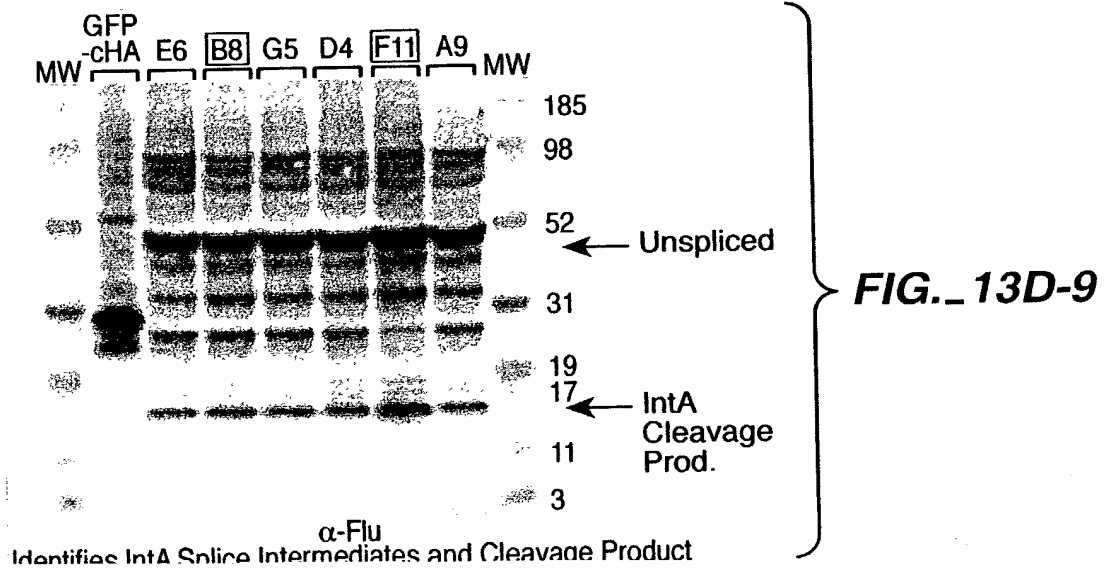 GFP
-cHA E6 B8 G5 D4 F11 A9
MW MW
185
98
52
Unspliced
31
FIG._13D-9
19
17
IntA
Cleavage
Prod.
11
3
α-Flu
Identifies IntA Splice Intermediates and Cleavage Product